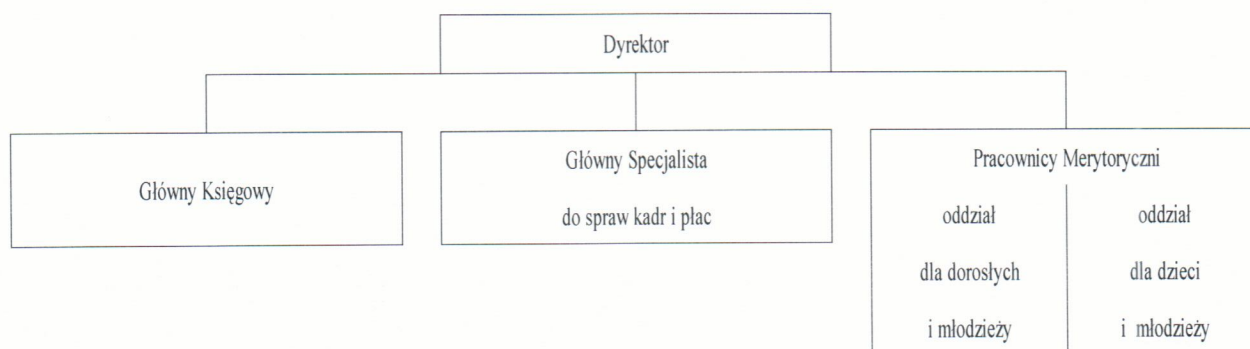 Dyrektor
Główny Księgowy
Główny Specjalista
do spraw kadr i płac
Pracownicy Merytoryczni
oddział
dla dorosłych
i młodzieży
oddział
dla dzieci
i młodzieży